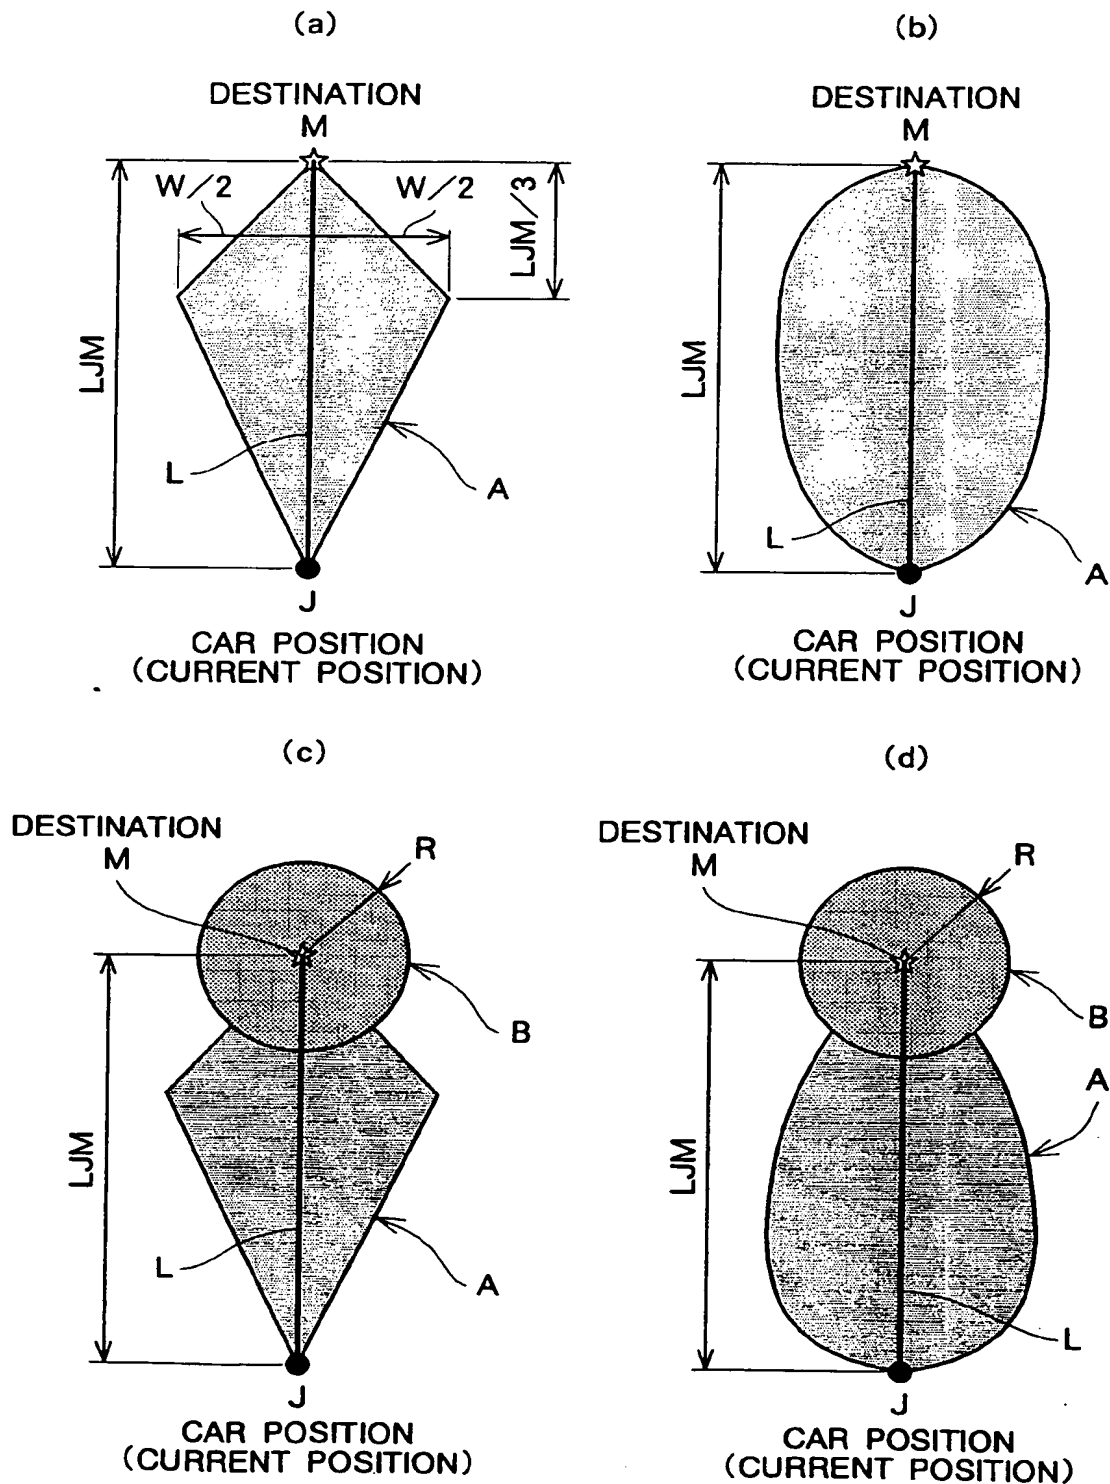 (a)
DESTINATION
M
W/2
W/2
LJM/3
LJM
L
A
J
CAR POSITION
(CURRENT POSITION)
(b)
DESTINATION
M
LJM
L
A
J
CAR POSITION
(CURRENT POSITION)
(c)
DESTINATION
M
R
B
LJM
L
A
J
CAR POSITION
(CURRENT POSITION)
(d)
DESTINATION
M
R
B
A
LJM
L
J
CAR POSITION
(CURRENT POSITION)